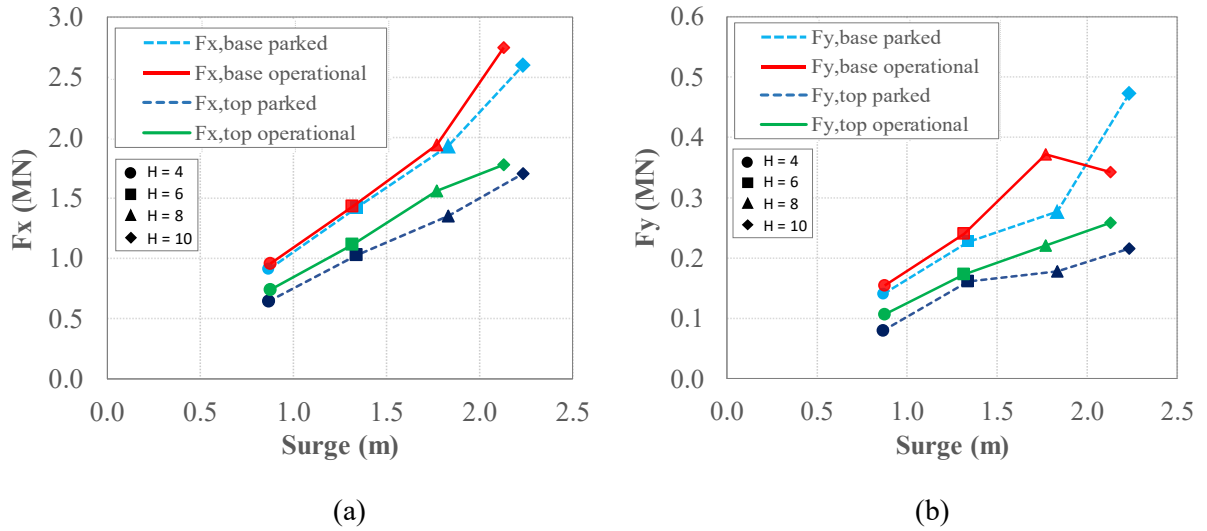 3.0
2.5
2.0
1.5
1.0
0.5
0.0
Fx (MN)
Fx,base parked
Fx,base operational
Fx,top parked
Fx,top operational
H = 4
H = 6
H = 8
H = 10
0.0 0.5 1.0 1.5 2.0 2.5
Surge (m)
(a)
0.6
0.5
0.4
0.3
0.2
0.1
0.0
Fy (MN)
Fy,base parked
Fy,base operational
Fy,top parked
Fy,top operational
H = 4
H = 6
H = 8
H = 10
0.0 0.5 1.0 1.5 2.0 2.5
Surge (m)
(b)